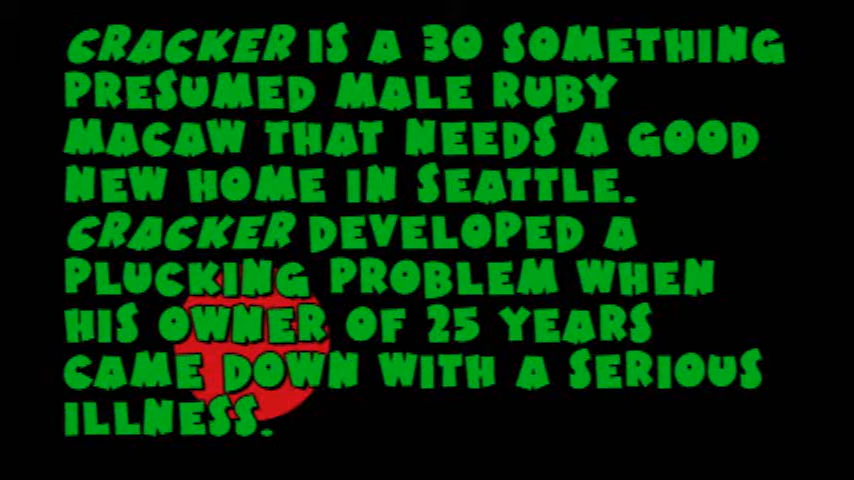 CRACKER IS A 30 SOMETHING
PRESUMED MALE RUBY
MACAW THAT NEEDS A GOOD
NEW HOME IN SEATTLE.
CRACKER DEVELOPED A
PLUCKING PROBLEM WHEN
HIS OWNER OF 25 YEARS
CAME DOWN WITH A SERIOUS
ILLNESS.